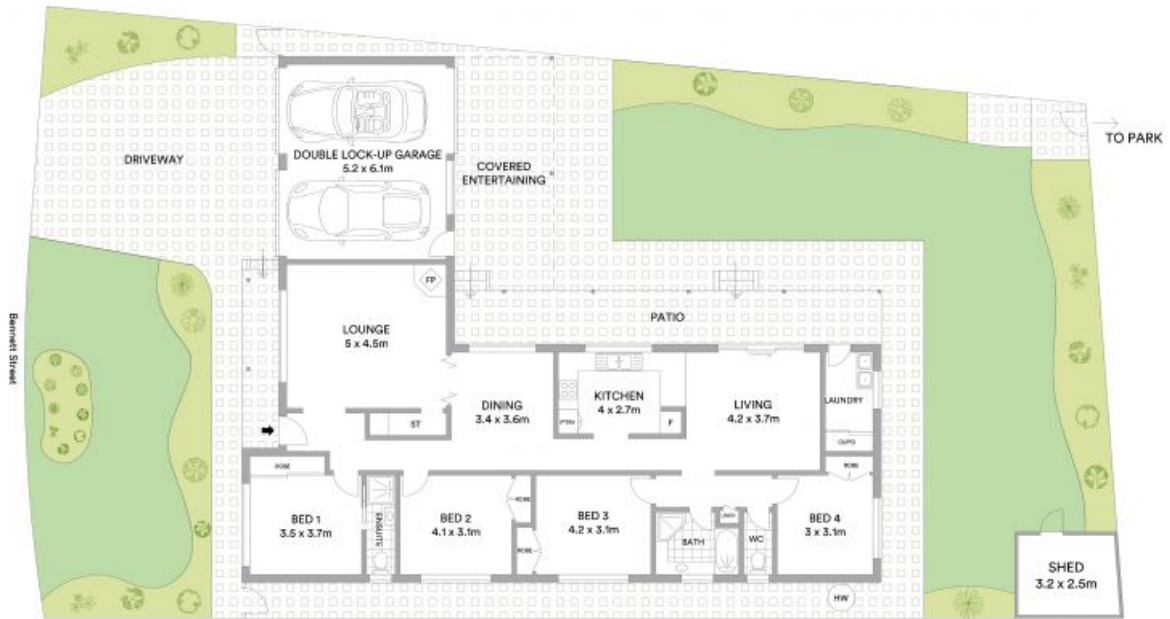 DRIVEWAY
DOUBLE LOCK-UP GARAGE
5.2 x 6.1m
COVERED
ENTERTAINING
TO PARK
FP
LOUNGE
5 x 4.5m
PATIO
Bennett Street
DINING
3.4 x 3.6m
KITCHEN
4 x 2.7m
P'TRY
F
LIVING
4.2 x 3.7m
LAUNDRY
CUPD
ST
ROBE
BED 1
3.5 x 3.7m
ENSUITE
BED 2
4.1 x 3.1m
ROBE
ROBE
BED 3
4.2 x 3.1m
BATH
LINEN
WC
ROBE
BED 4
3 x 3.1m
HW
SHED
3.2 x 2.5m